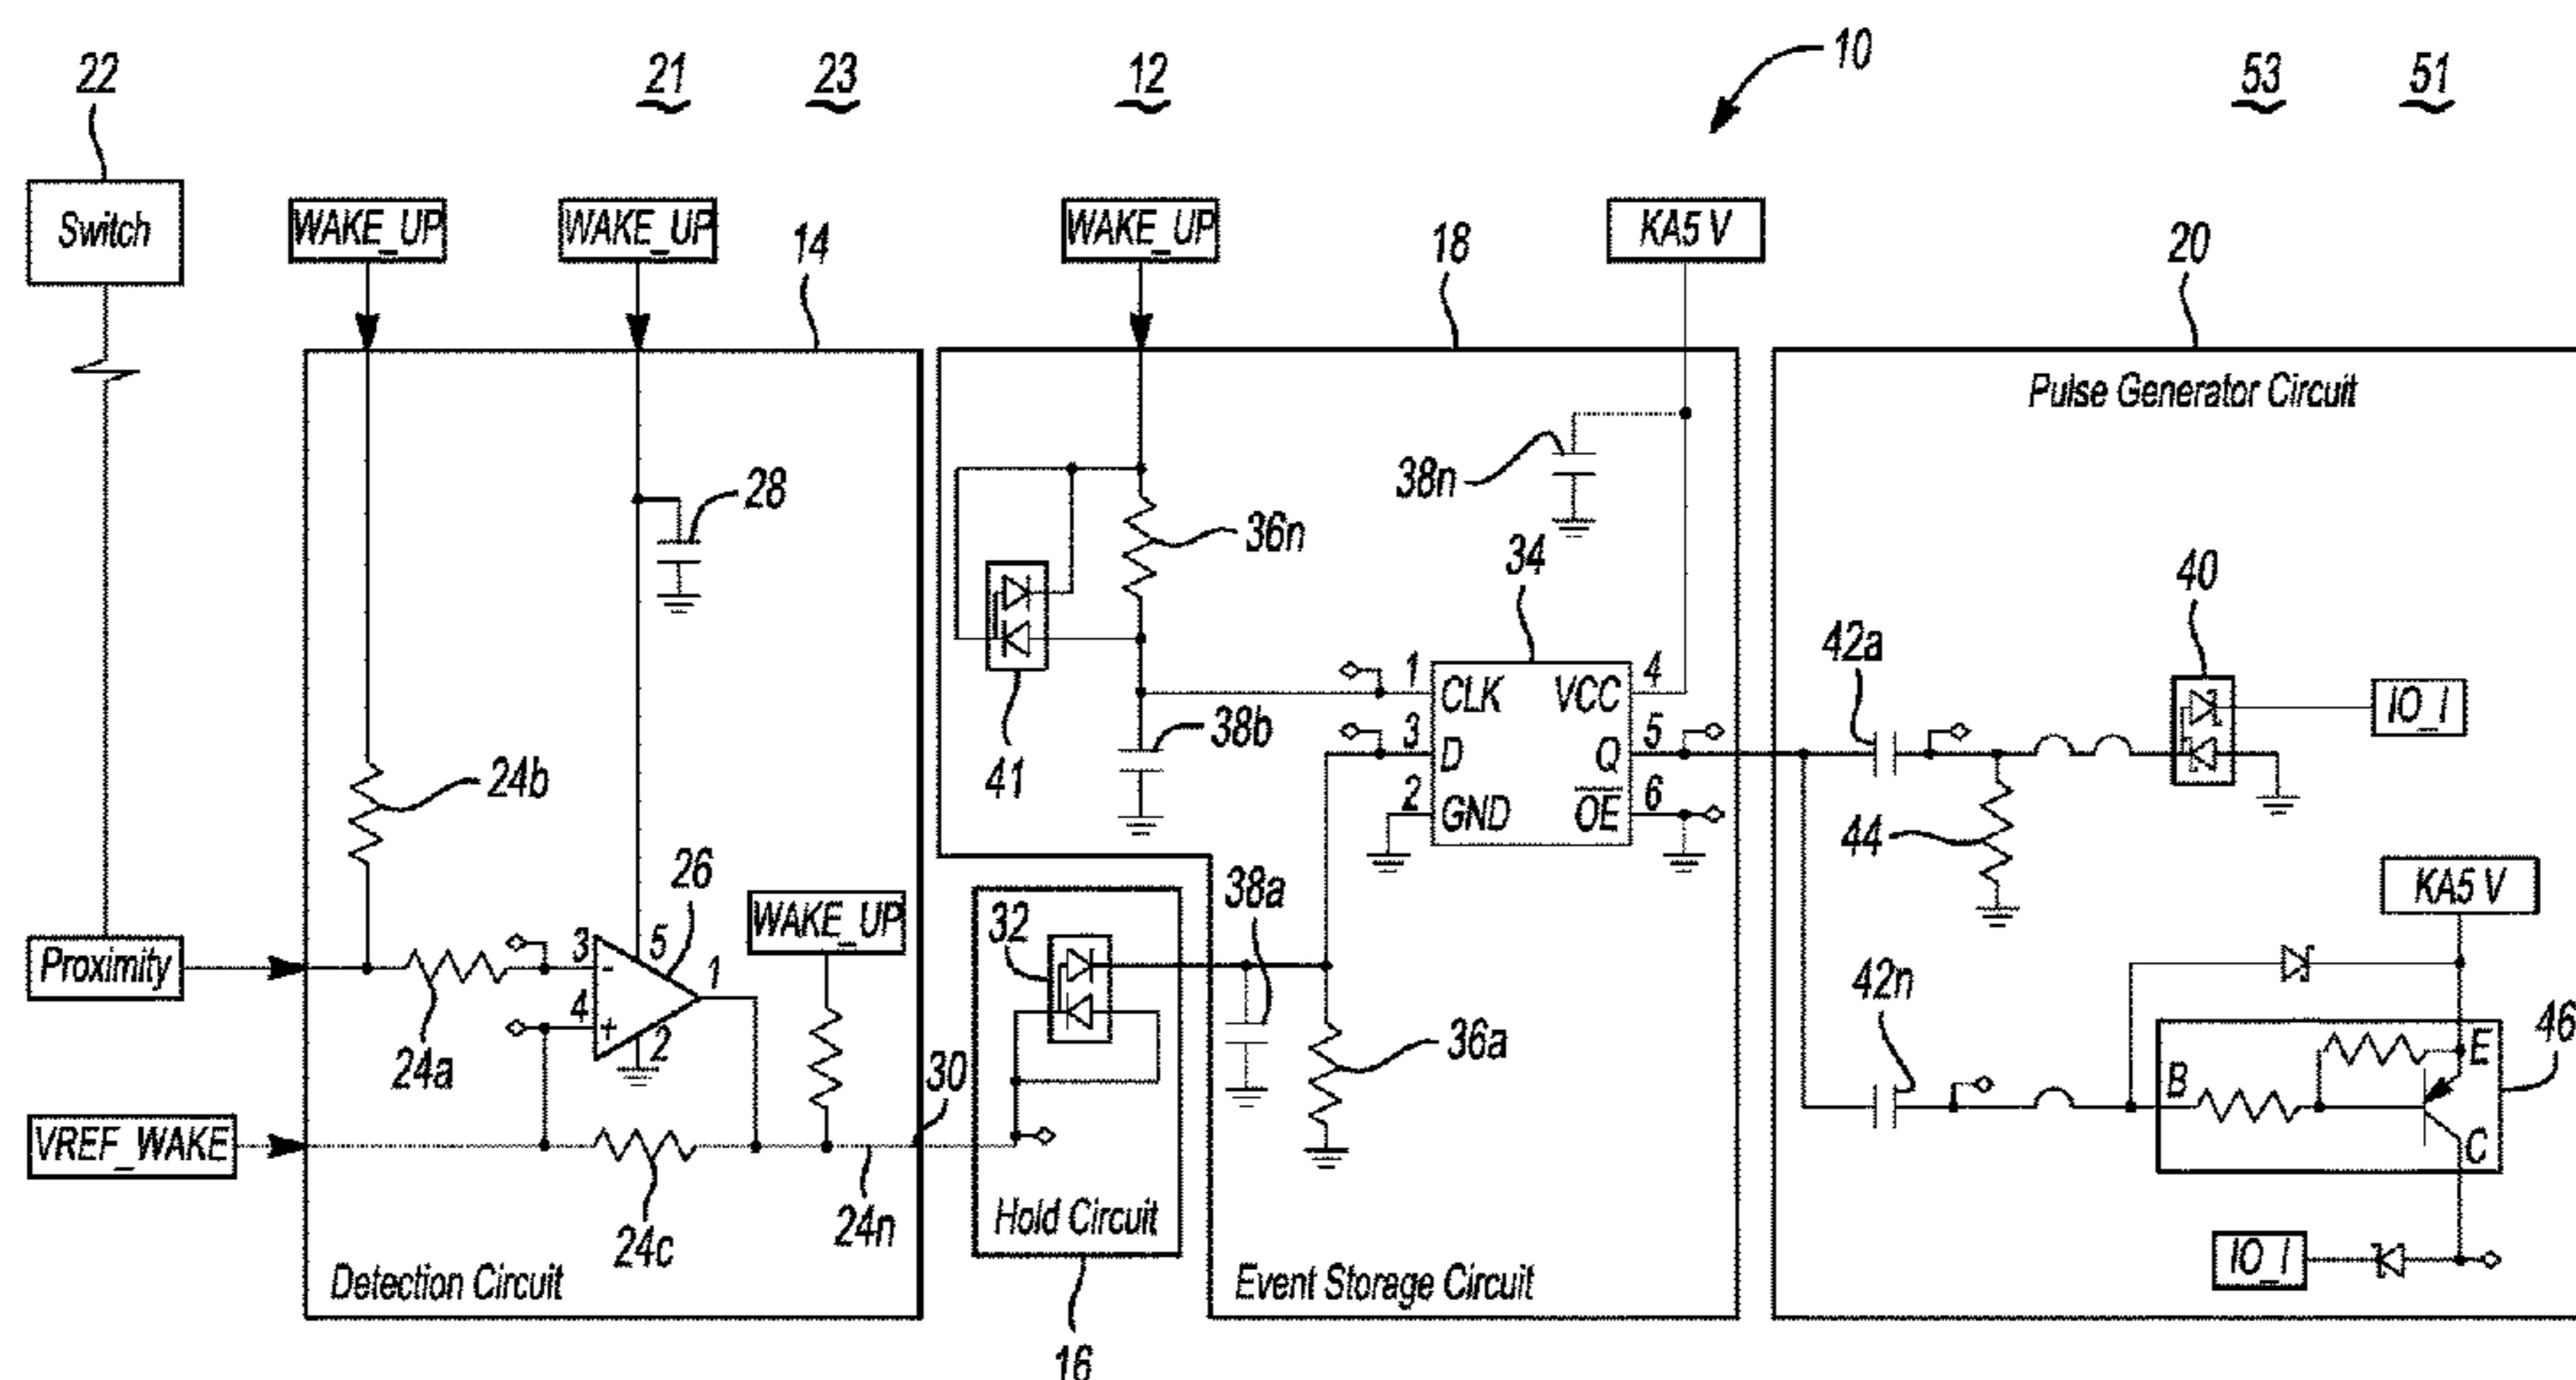 10
22
21
23
12
53
51
Switch
WAKE_UP
WAKE_UP
14
WAKE_UP
18
KA5 V
20
Pulse Generator Circuit
28
36n
38n
34
40
24b
41
38b
1
CLK
VCC
4
3
D
Q
5
2
GND
OE
6
42a
IO_I
44
KA5 V
26
WAKE_UP
38a
32
Proximity
3
-
5
1
4
+
2
24a
36a
42n
46
B
E
C
30
VREF_WAKE
24c
24n
Hold Circuit
IO_I
Detection Circuit
Event Storage Circuit
16